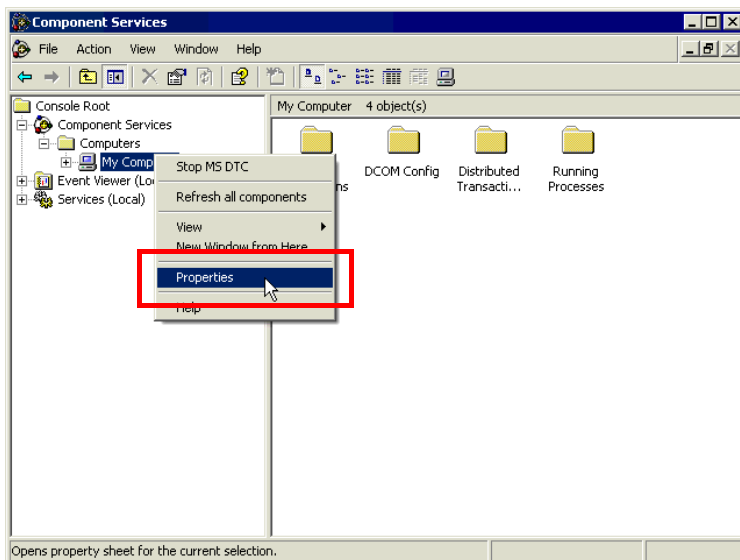 Component Services
File Action View Window Help
Console Root
Component Services
Computers
My Comp
Event Viewer (Lo
Services (Local)
My Computer 4 object(s)
ns
DCOM Config
Distributed
Transacti...
Running
Processes
Stop MS DTC
Refresh all components
View
New Window from Here
Properties
Help
Opens property sheet for the current selection.